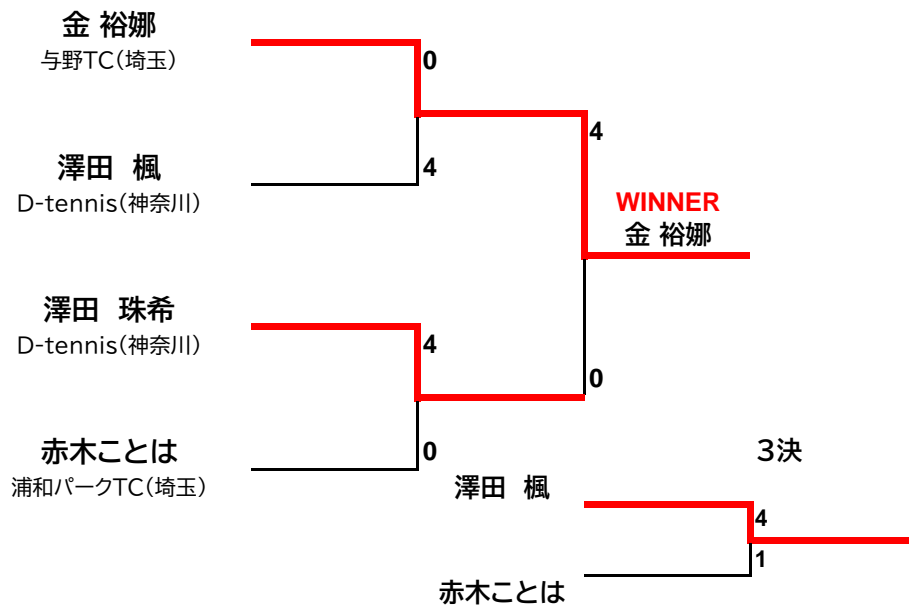 金 裕娜
与野TC(埼玉)
0
4
澤田 楓
D-tennis(神奈川)
4
WINNER
金 裕娜
澤田 珠希
D-tennis(神奈川)
4
0
赤木ことは
浦和パークTC(埼玉)
0
3決
澤田 楓
4
1
赤木ことは